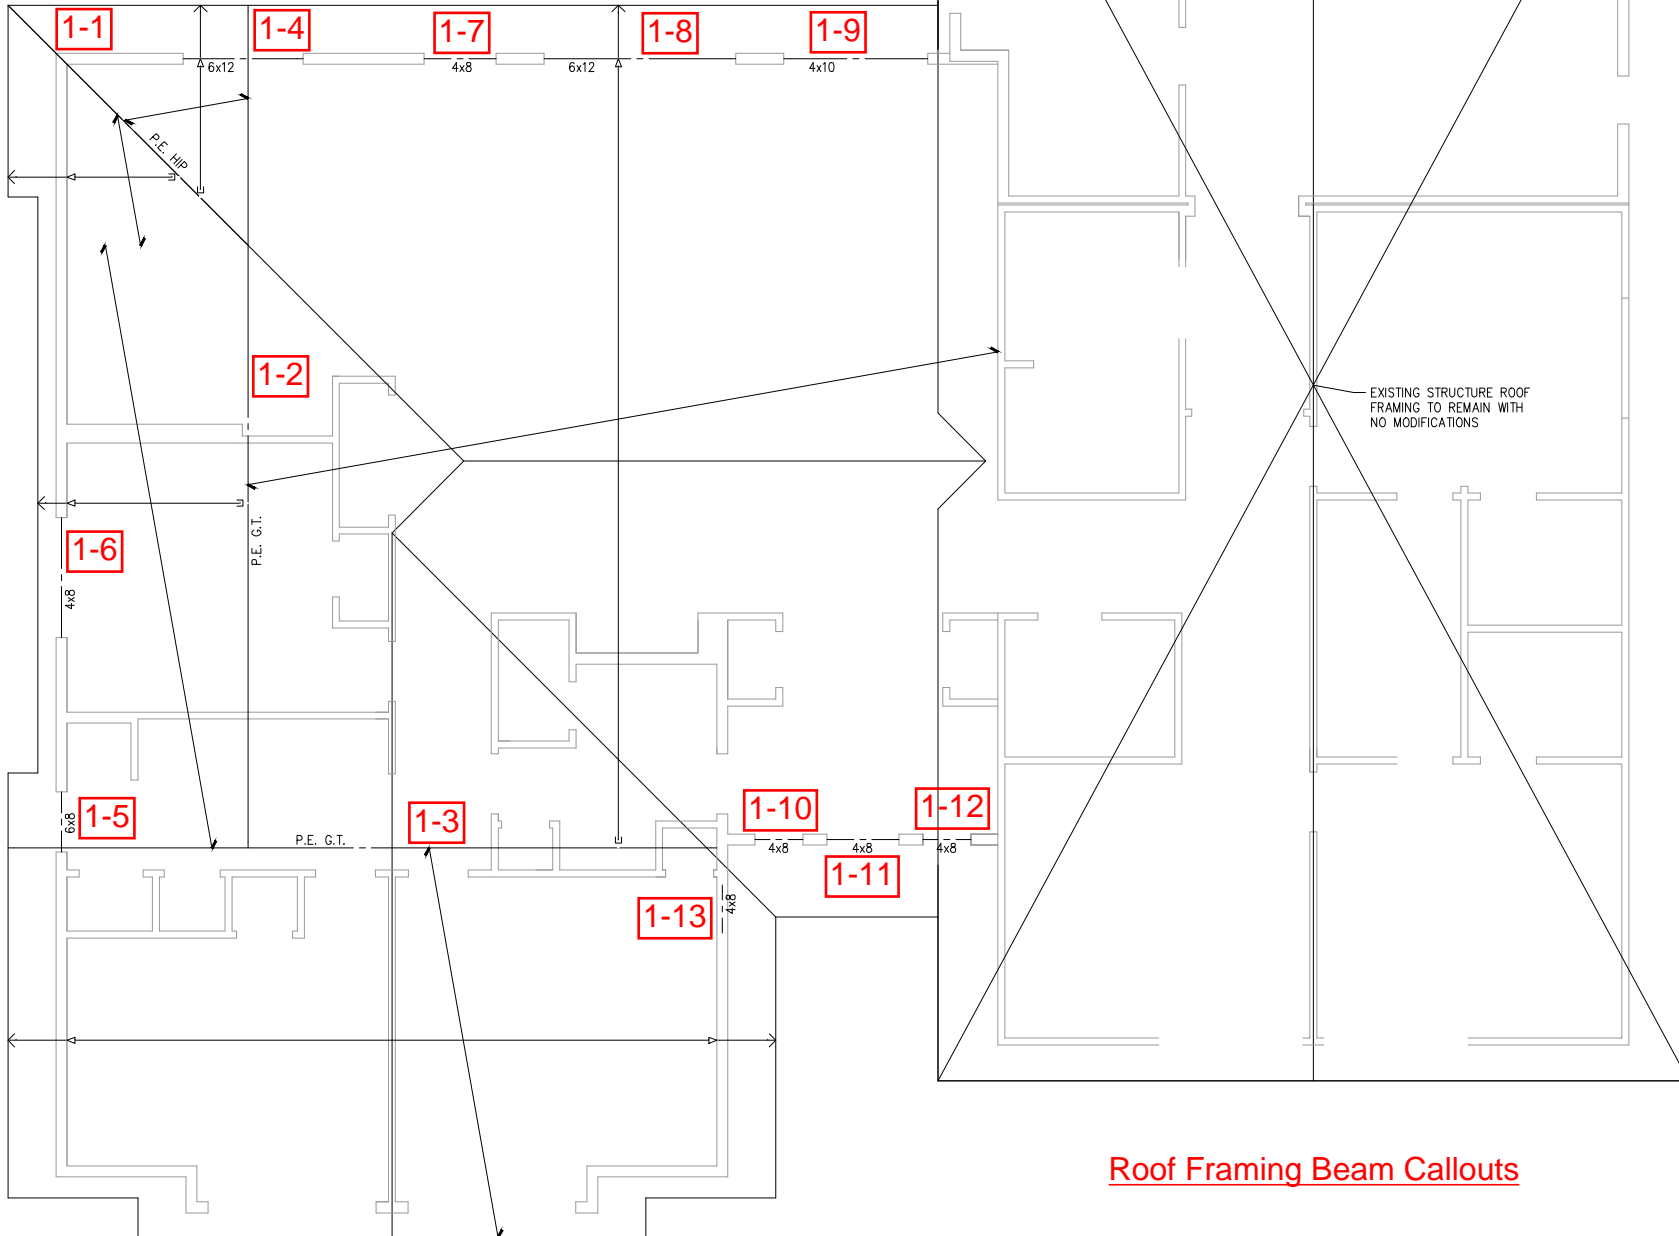 1-1
1-4
1-7
1-8
1-9
6x12
4x8
6x12
4x10
P.E. HIP
1-2
EXISTING STRUCTURE ROOF
FRAMING TO REMAIN WITH
NO MODIFICATIONS
P.E. G.T.
1-6
4x8
1-5
6x8
P.E. G.T.
1-3
1-10
1-12
4x8
4x8
4x8
1-11
1-13
4x8
Roof Framing Beam Callouts